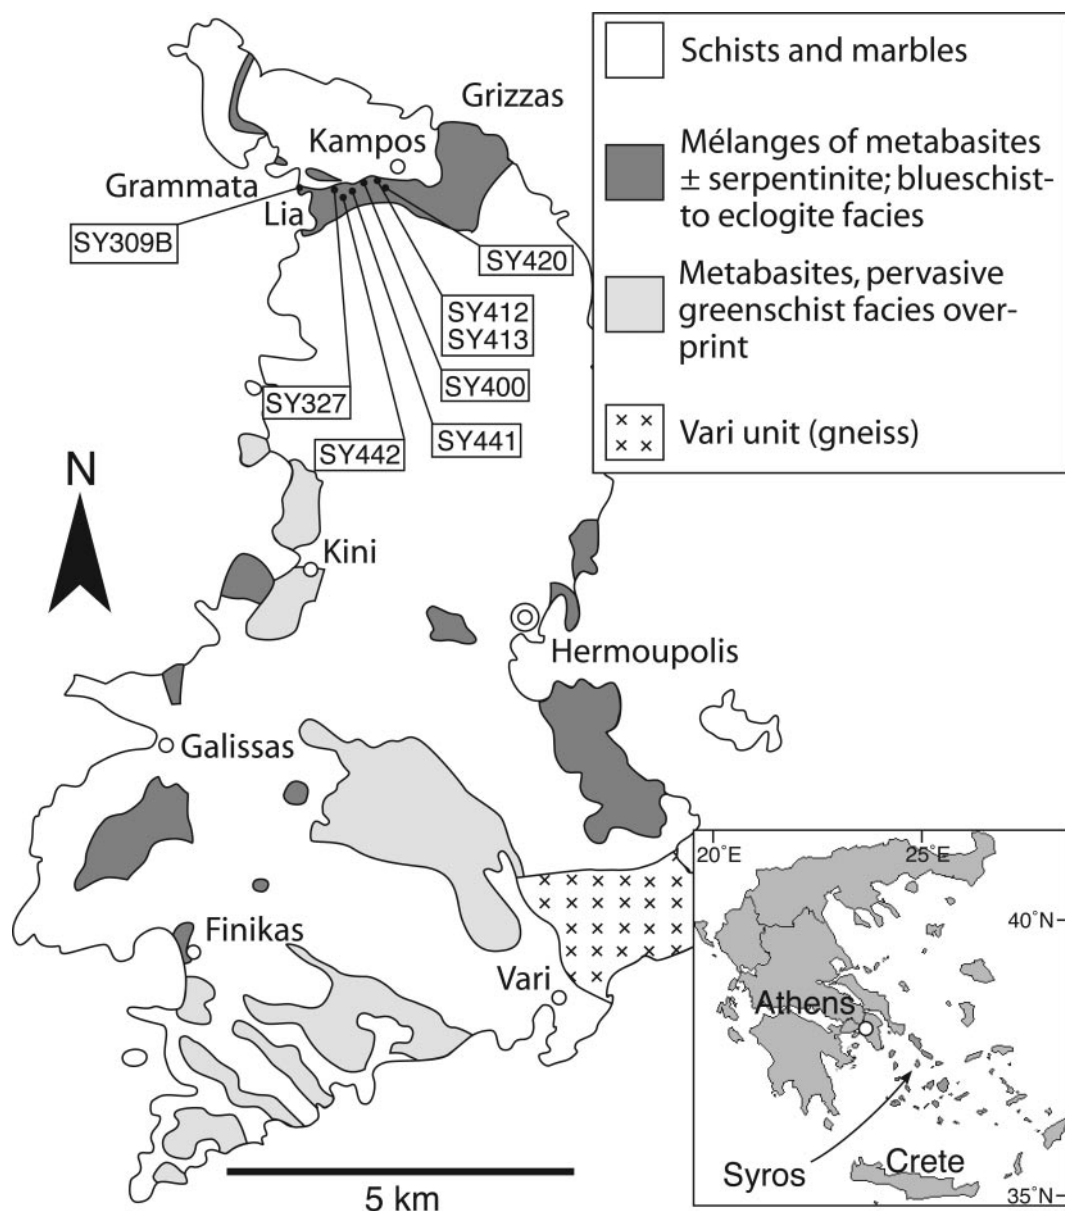 Schists and marbles
Mélanges of metabasites
± serpentinite; blueschist-
to eclogite facies
Metabasites, pervasive
greenschist facies over-
print
Vari unit (gneiss)
Grizzas
Kampos
Grammata
Lia
SY309B
SY420
SY412
SY413
SY400
SY327
SY441
SY442
N
Kini
Hermoupolis
Galissas
Finikas
Vari
5 km
20°E
25°E
40°N
Athens
Syros
Crete
35°N